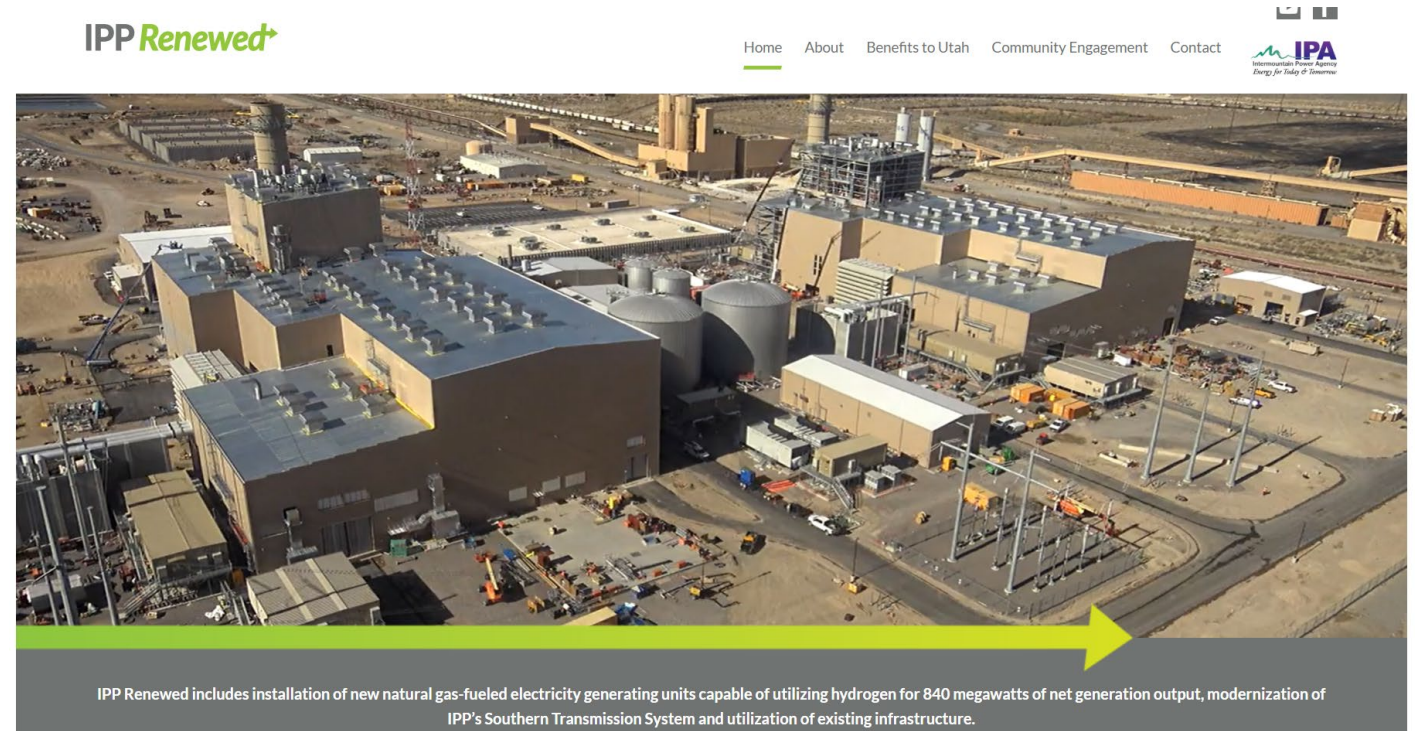 IPP Renewed
Home About Benefits to Utah Community Engagement Contact
IPA
Intermountain Power Agency
Energy for Today & Tomorrow
IPP Renewed includes installation of new natural gas-fueled electricity generating units capable of utilizing hydrogen for 840 megawatts of net generation output, modernization of
IPP's Southern Transmission System and utilization of existing infrastructure.